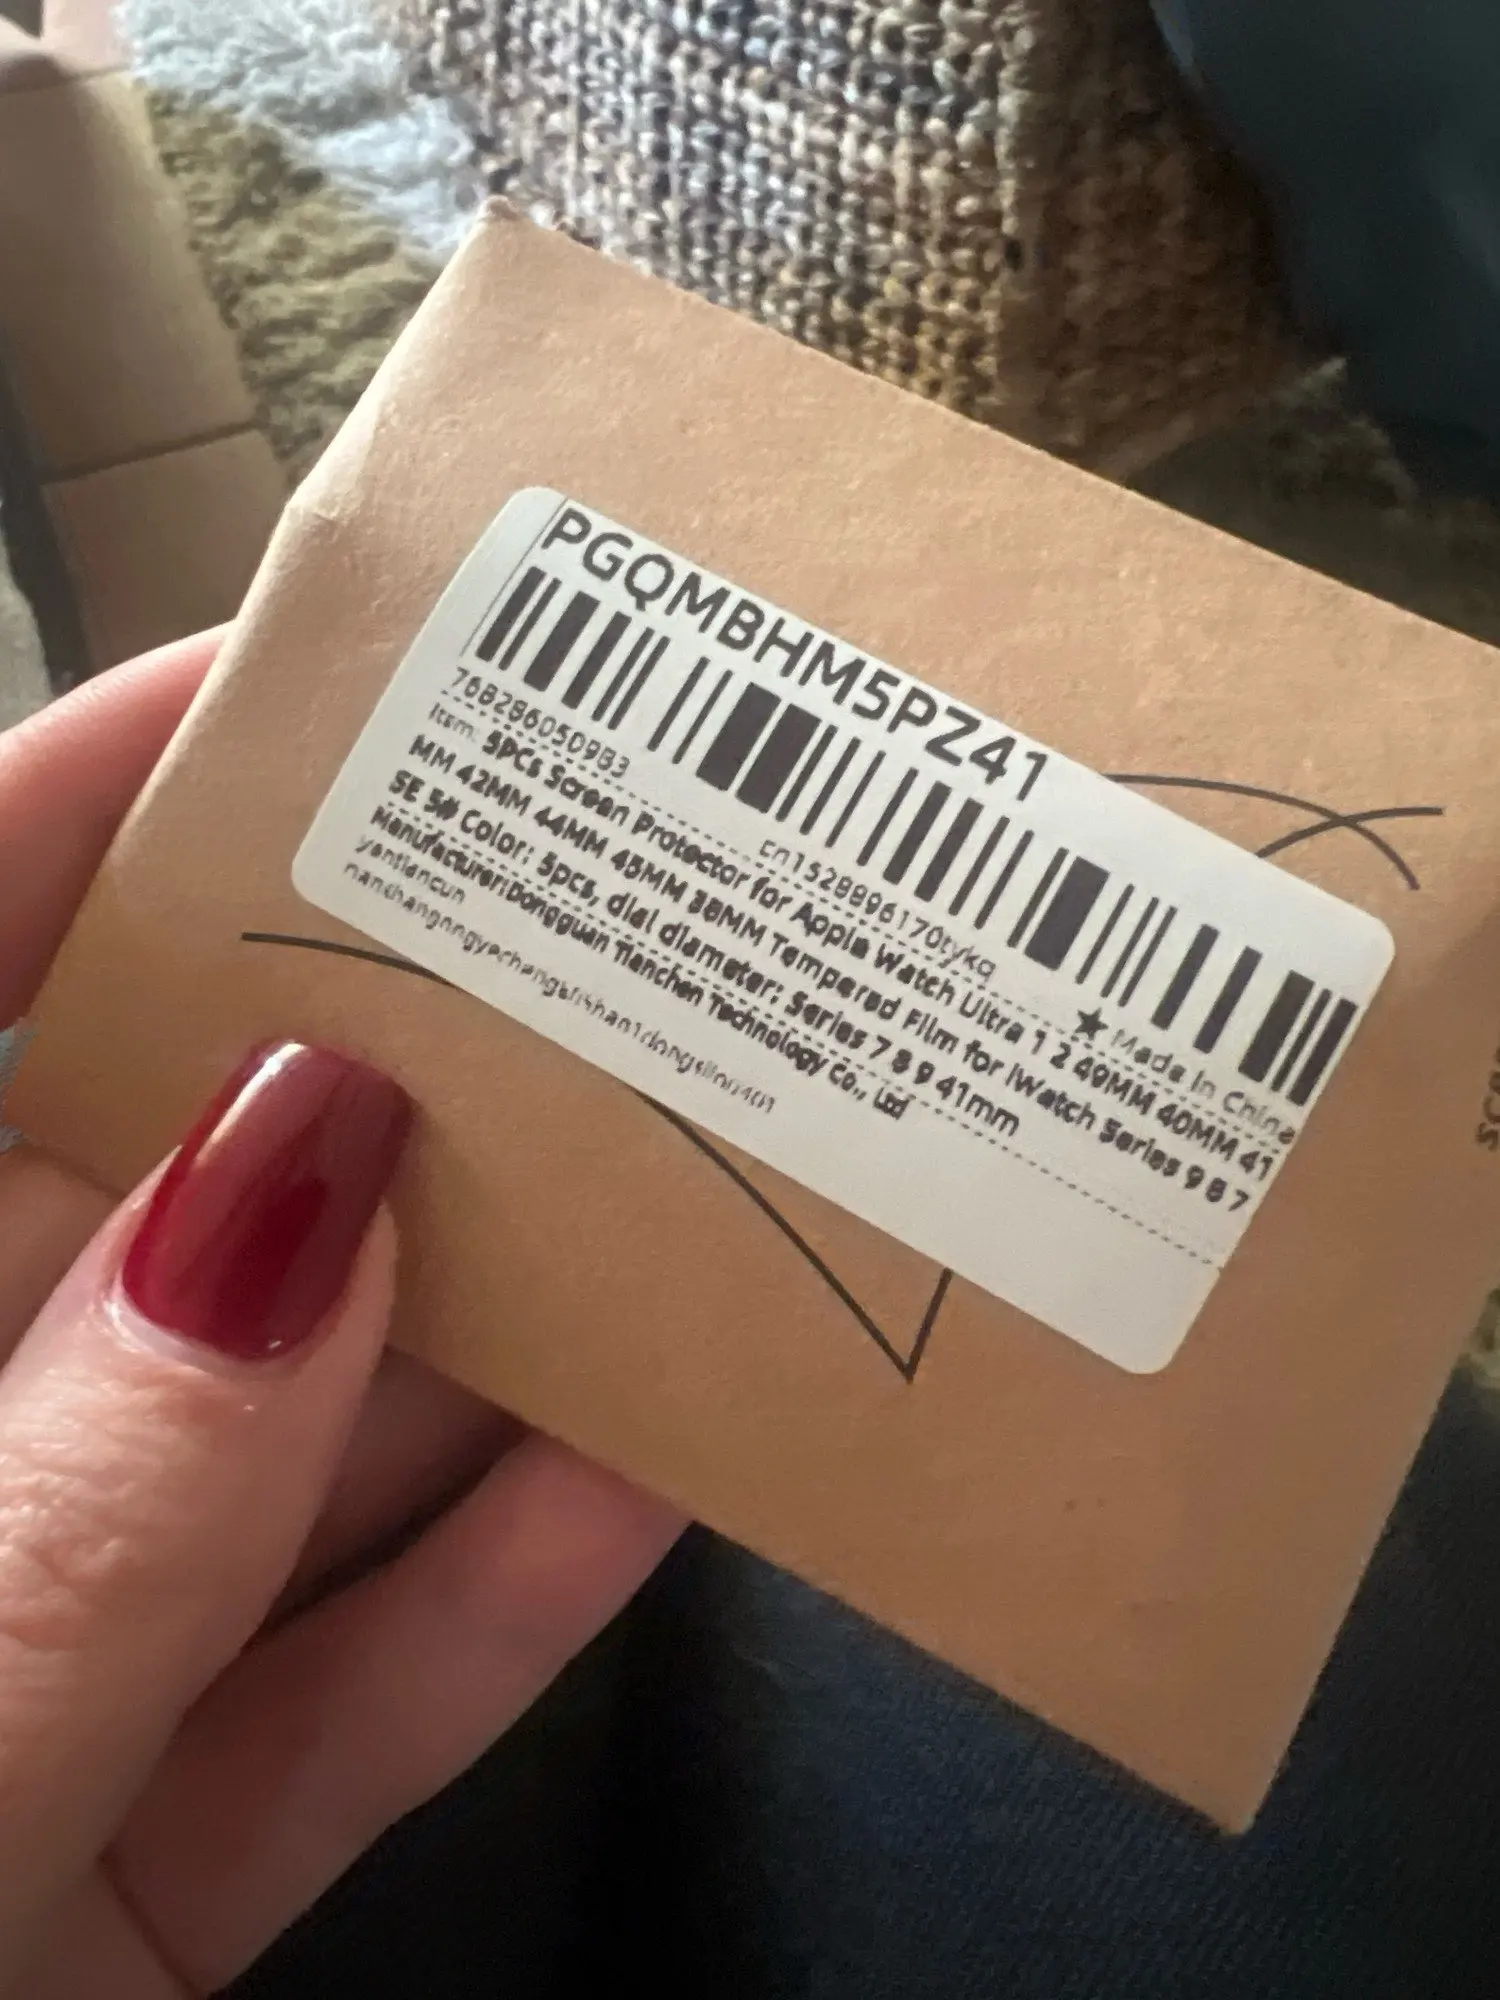 PGQMBHM5PZ41
768286050983
cn1528896170tykq
★ Made In China
Item: 5PCs Screen Protector for Apple Watch Ultra 1 2 49MM 40MM 41
MM 42MM 44MM 45MM 38MM Tempered Film for iWatch Series 9 8 7
SE 5# Color: 5pcs, dial diameter: Series 7 8 9 41mm
Manufacturer:Dongguan Tianchen Technology Co., Ltd
yantiancun